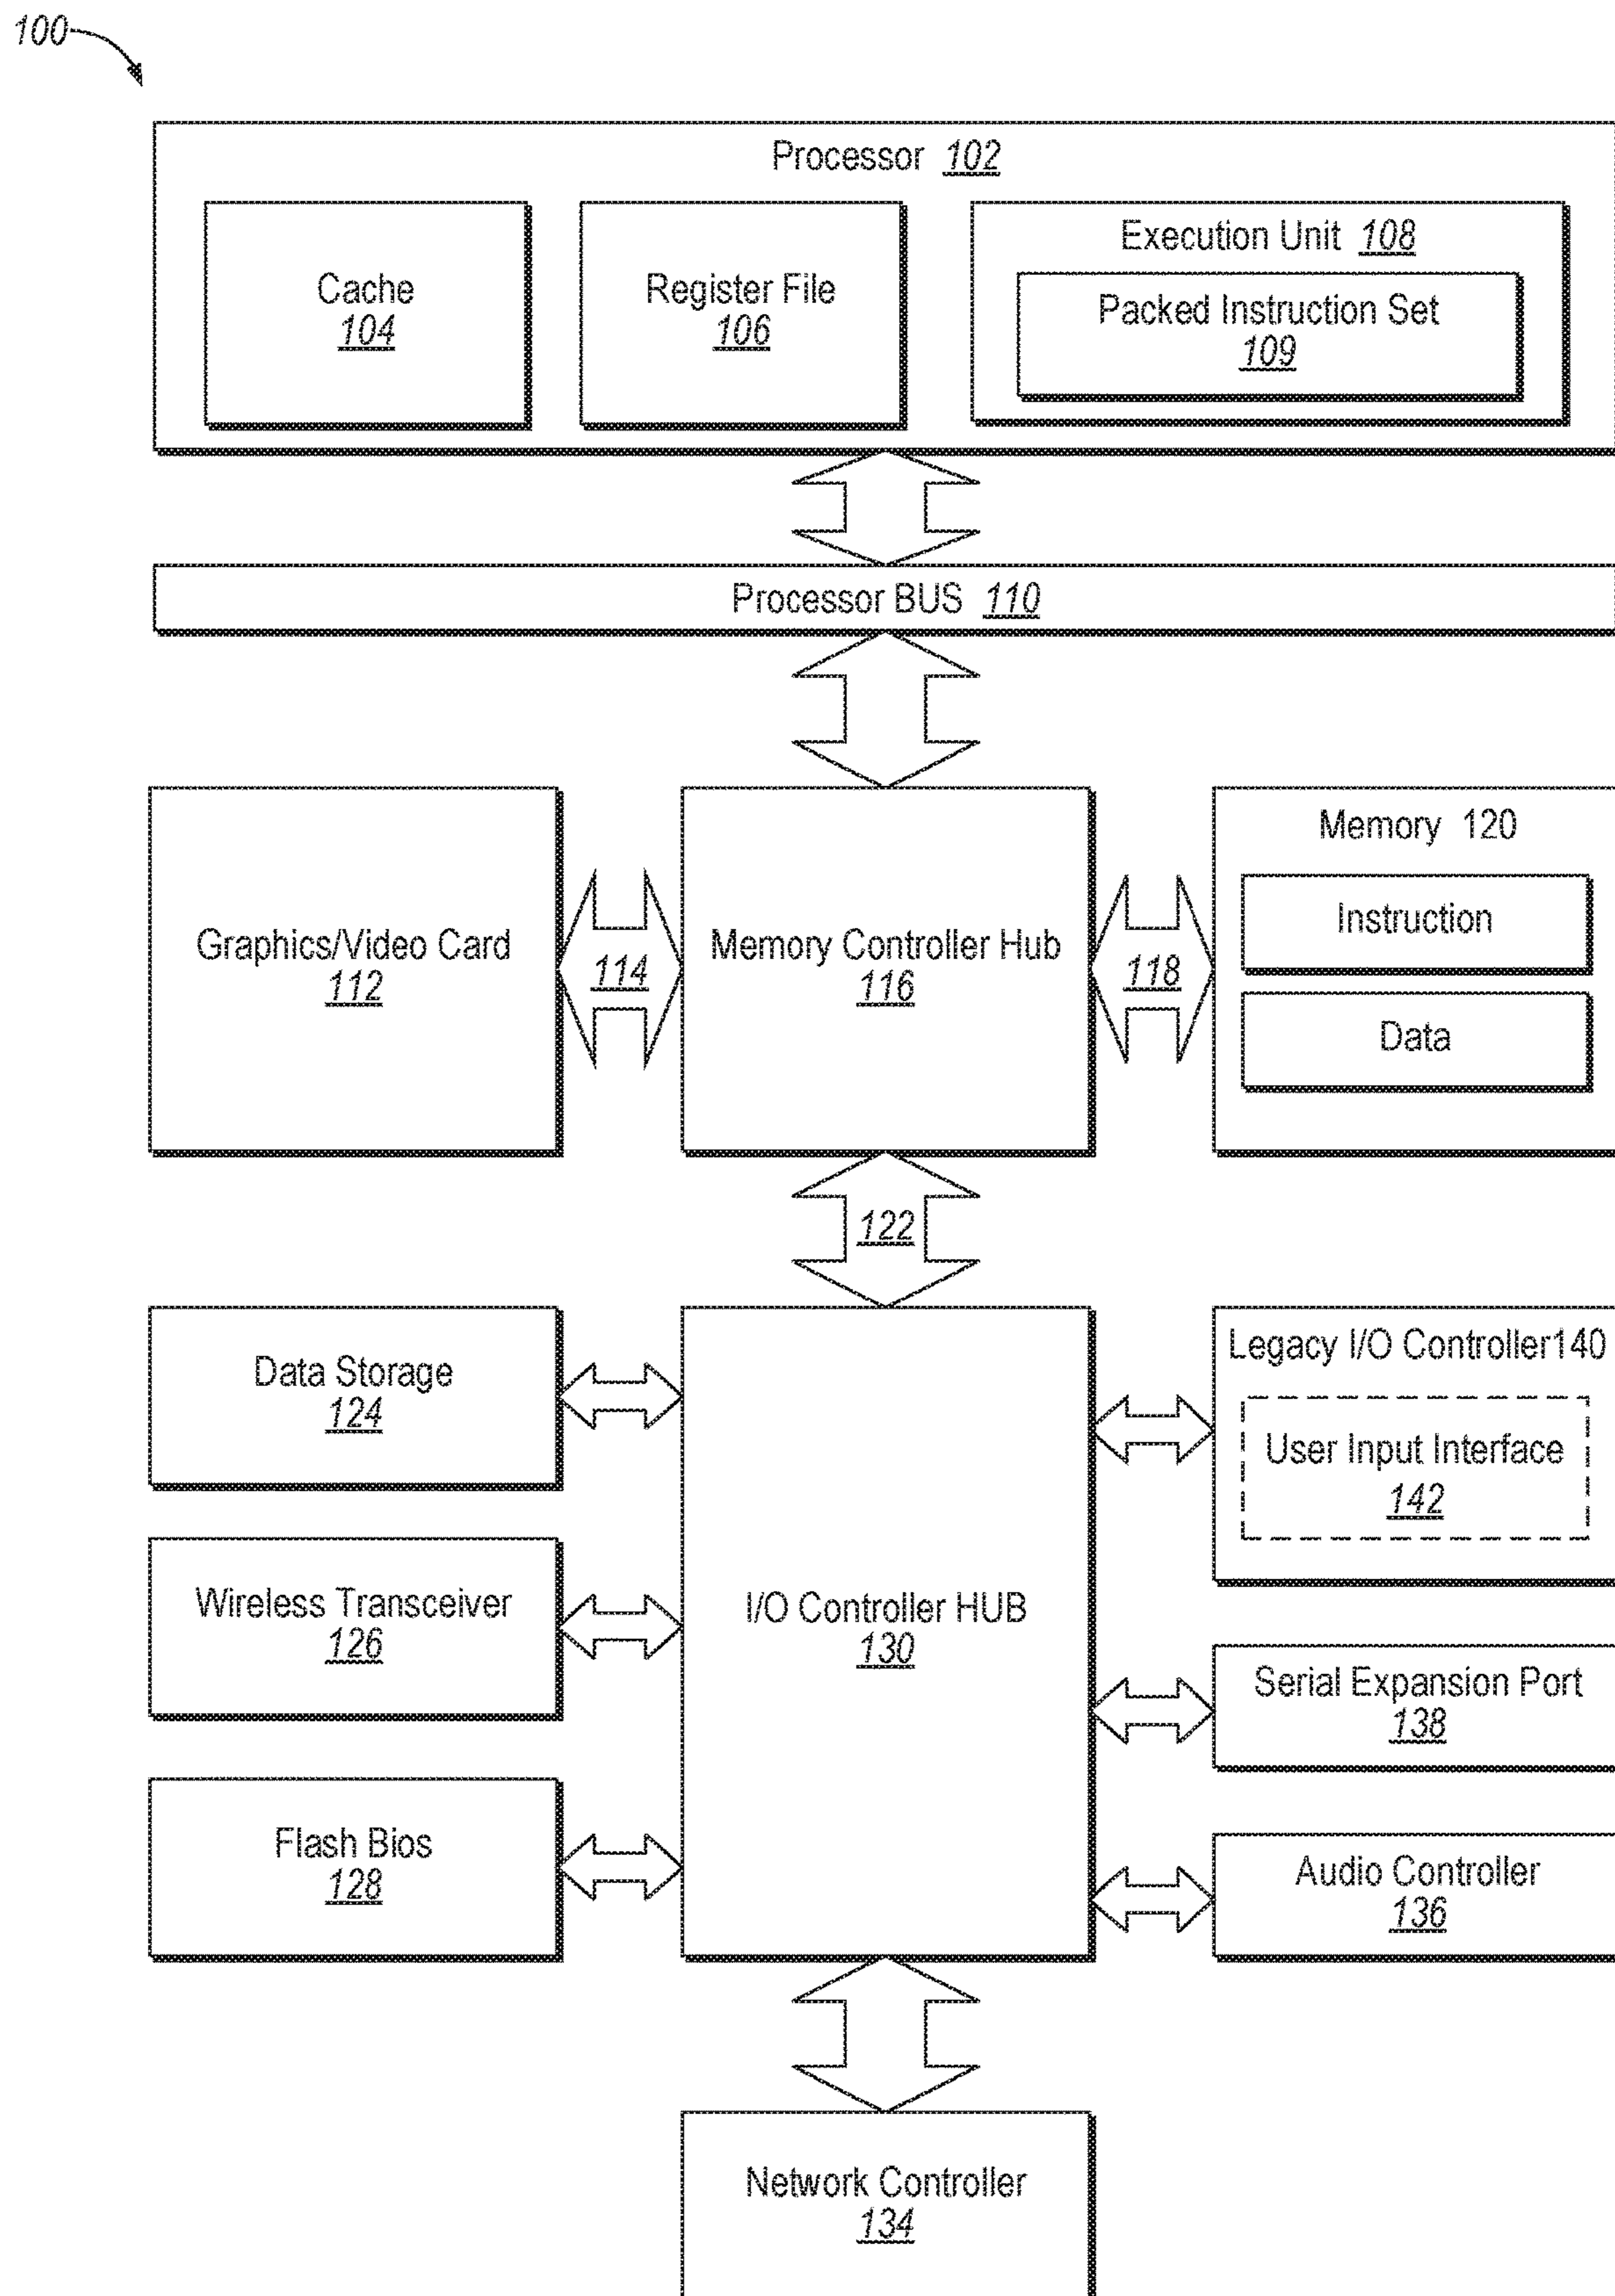 100
Processor 102
Cache
104
Register File
106
Execution Unit 108
Packed Instruction Set
109
Processor BUS 110
Graphics/Video Card
112
114
Memory Controller Hub
116
118
Memory 120
Instruction
Data
122
Data Storage
124
Wireless Transceiver
126
Flash Bios
128
I/O Controller HUB
130
Legacy I/O Controller140
User Input Interface
142
Serial Expansion Port
138
Audio Controller
136
Network Controller
134